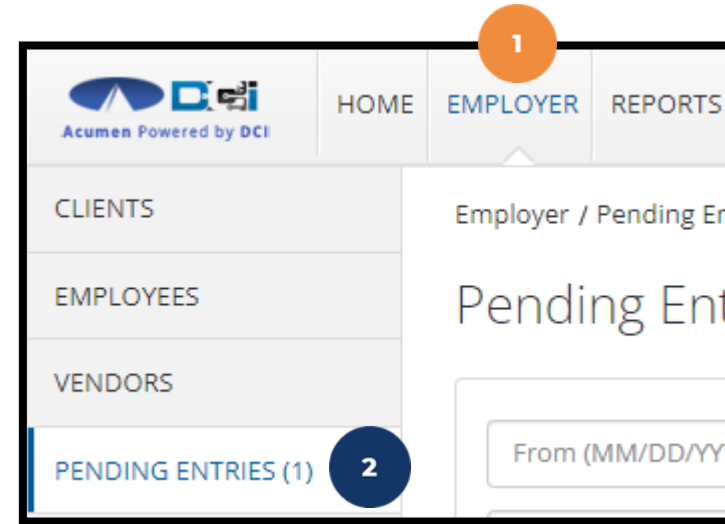 1
DCI
Acumen Powered by DCI
HOME EMPLOYER REPORTS
CLIENTS
EMPLOYEES
VENDORS
PENDING ENTRIES (1) 2
Employer / Pending
Pending
From (MM/DD/YY